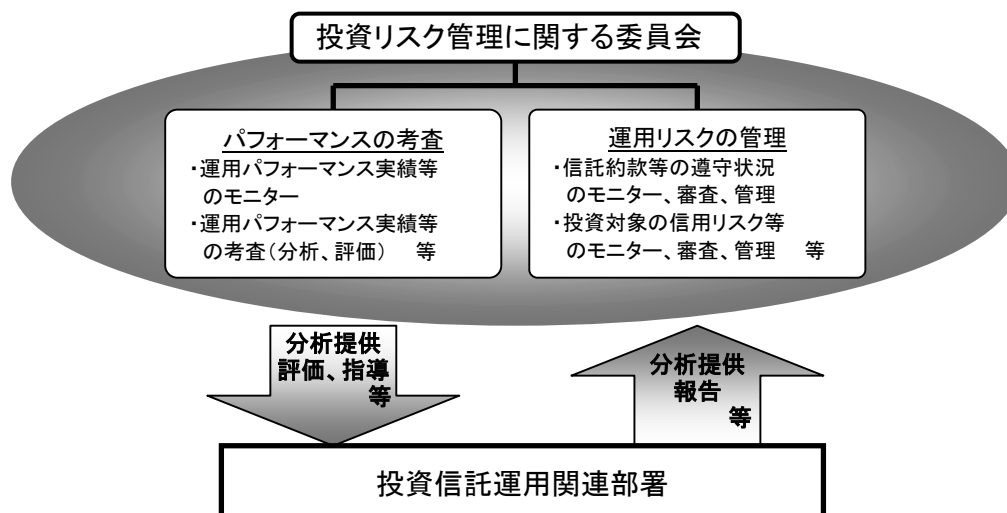 投資リスク管理に関する委員会
パフォーマンスの考査
・運用パフォーマンス実績等
のモニター
・運用パフォーマンス実績等
の考査(分析、評価) 等
運用リスクの管理
・信託約款等の遵守状況
のモニター、審査、管理
・投資対象の信用リスク等
のモニター、審査、管理 等
分析提供
評価、指導
等
分析提供
報告
等
投資信託運用関連部署